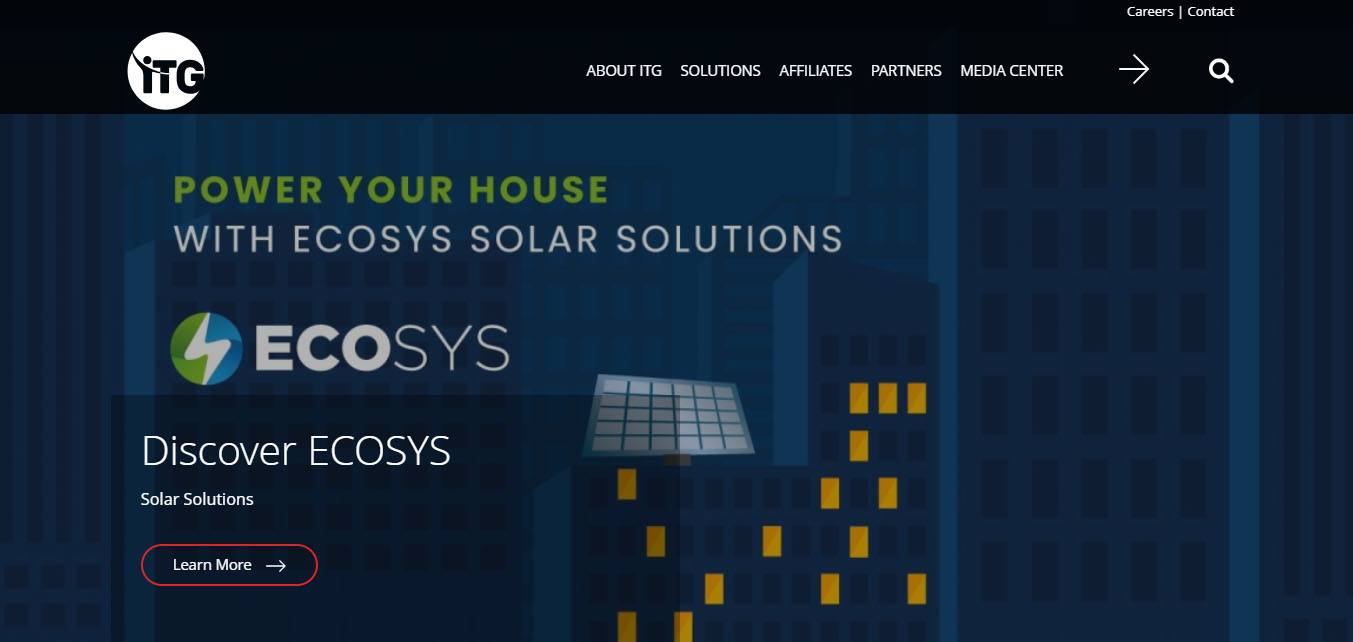 Careers | Contact
iTG
ABOUT ITG SOLUTIONS AFFILIATES PARTNERS MEDIA CENTER
POWER YOUR HOUSE
WITH ECOSYS SOLAR SOLUTIONS
ECOSYS
Discover ECOSYS
Solar Solutions
Learn More